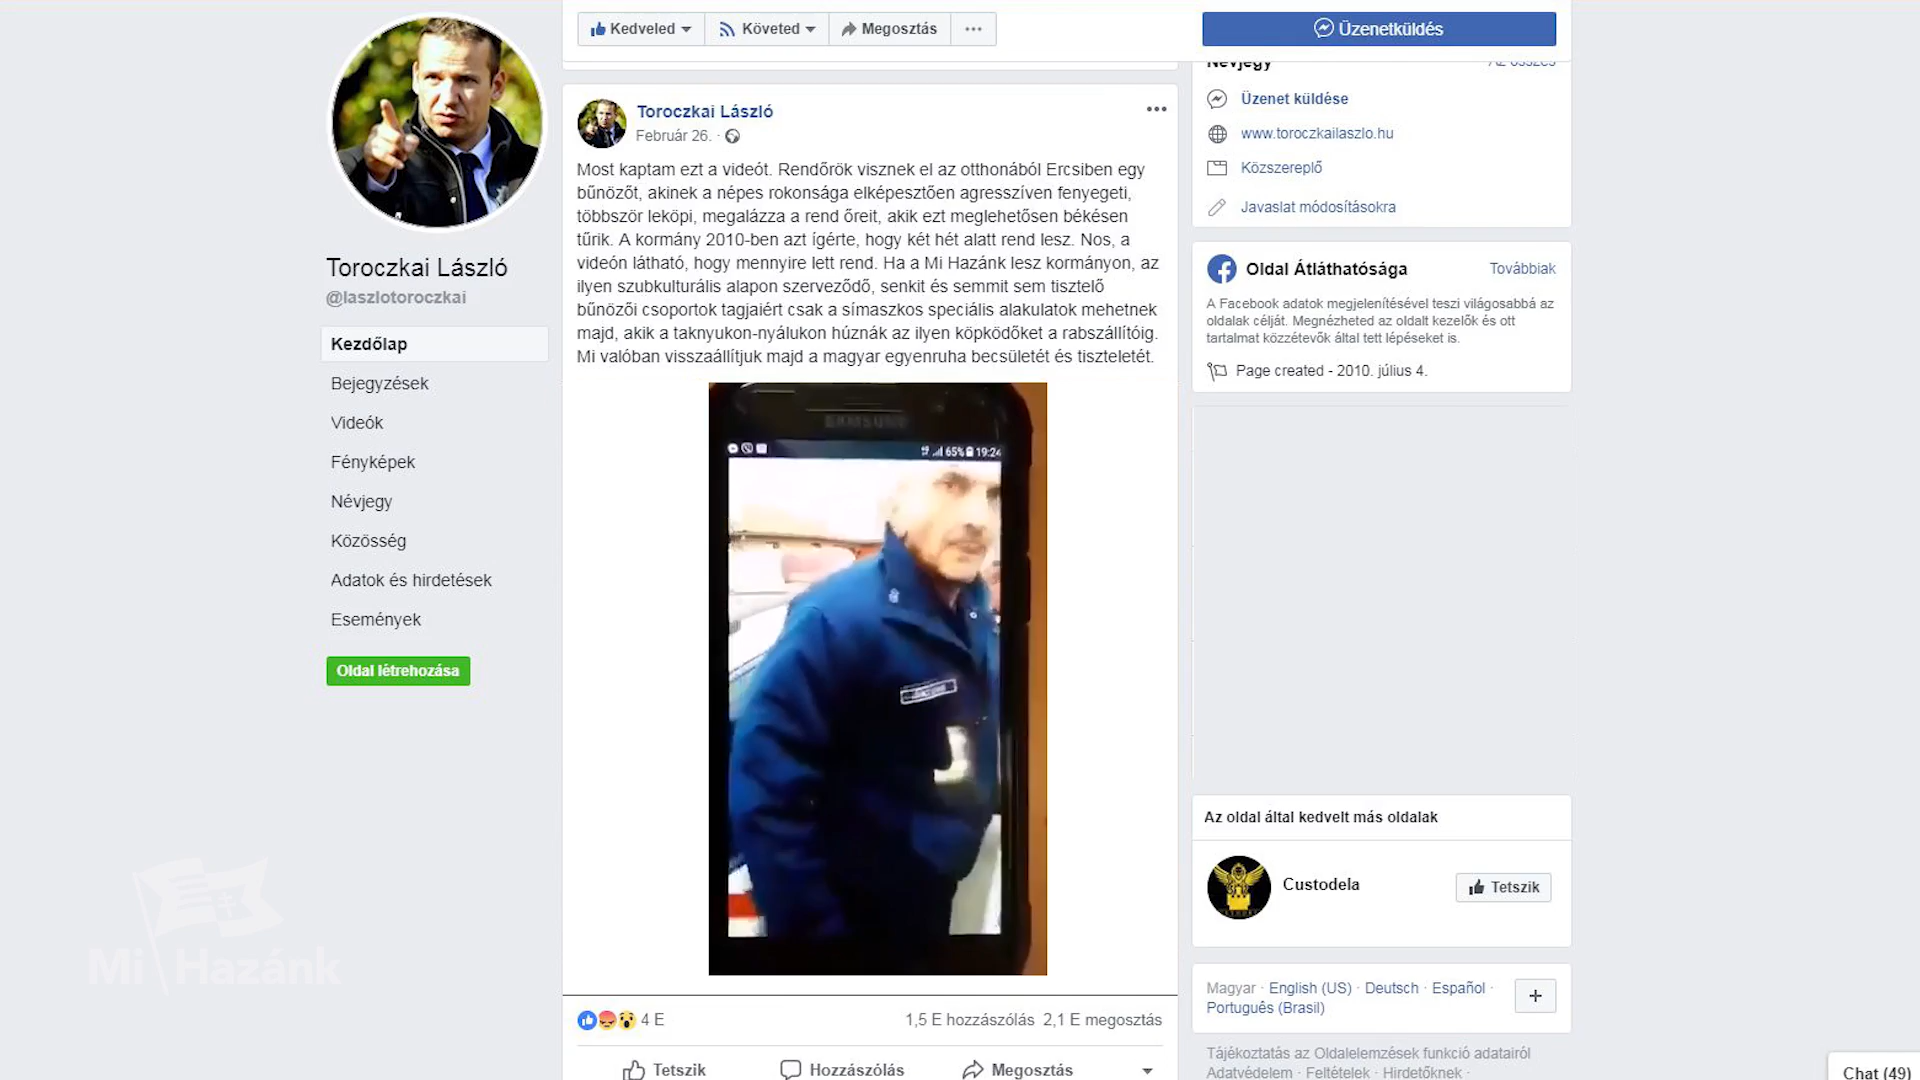 Kedveled
Követed
Megosztás
Üzenetküldés
Névjegy
Az összes
Toroczkai László
@laszlotoroczkai
Kezdőlap
Bejegyzések
Videók
Fényképek
Névjegy
Közösség
Adatok és hirdetések
Események
Oldal létrehozása
Toroczkai László
Február 26. ·
Most kaptam ezt a videót. Rendőrök visznek el az otthonából Ercsiben egy
bűnözőt, akinek a népes rokonsága elképesztően agresszíven fenyegeti,
többször leköpi, megalázza a rend őreit, akik ezt meglehetősen békésen
tűrik. A kormány 2010-ben azt ígérte, hogy két hét alatt rend lesz. Nos, a
videón látható, hogy mennyire lett rend. Ha a Mi Hazánk lesz kormányon, az
ilyen szubkulturális alapon szerveződő, senkit és semmit sem tisztelő
bűnözői csoportok tagjaiért csak a símaszkos speciális alakulatok mehetnek
majd, akik a taknyukon-nyálukon húznák az ilyen köpködőket a rabszállítóig.
Mi valóban visszaállítjuk majd a magyar egyenruha becsületét és tiszteletét.
SAMSUNG
65% 19:24
4 E
1,5 E hozzászólás 2,1 E megosztás
Tetszik
Hozzászólás
Megosztás
Üzenet küldése
www.toroczkailaszlo.hu
Közszereplő
Javaslat módosításokra
Oldal Átláthatósága
Továbbiak
A Facebook adatok megjelenítésével teszi világosabbá az
oldalak célját. Megnézheted az oldalt kezelők és ott
tartalmat közzétevők által tett lépéseket is.
Page created - 2010. július 4.
Az oldal által kedvelt más oldalak
Custodela
Tetszik
Magyar · English (US) · Deutsch · Español ·
Português (Brasil)
Tájékoztatás az Oldalelemzések funkció adatairól
Adatvédelem · Feltételek · Hirdetőknek ·
Chat (49)
Mi Hazánk